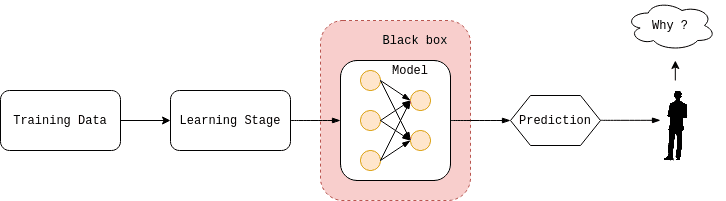 Why ?
Black box
Model
Training Data
Learning Stage
Prediction